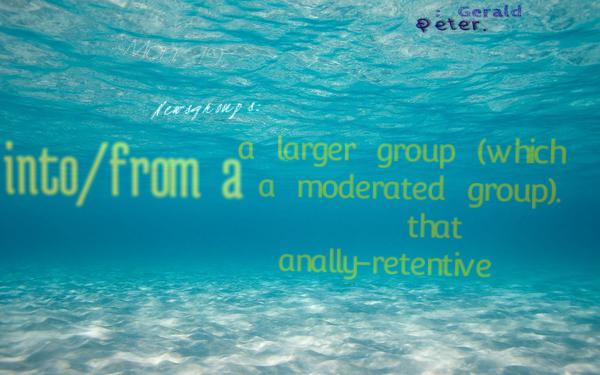 : Gerald
Peter.
Newsgroups:
into/from a
a larger group (which
a moderated group).
that
anally-retentive